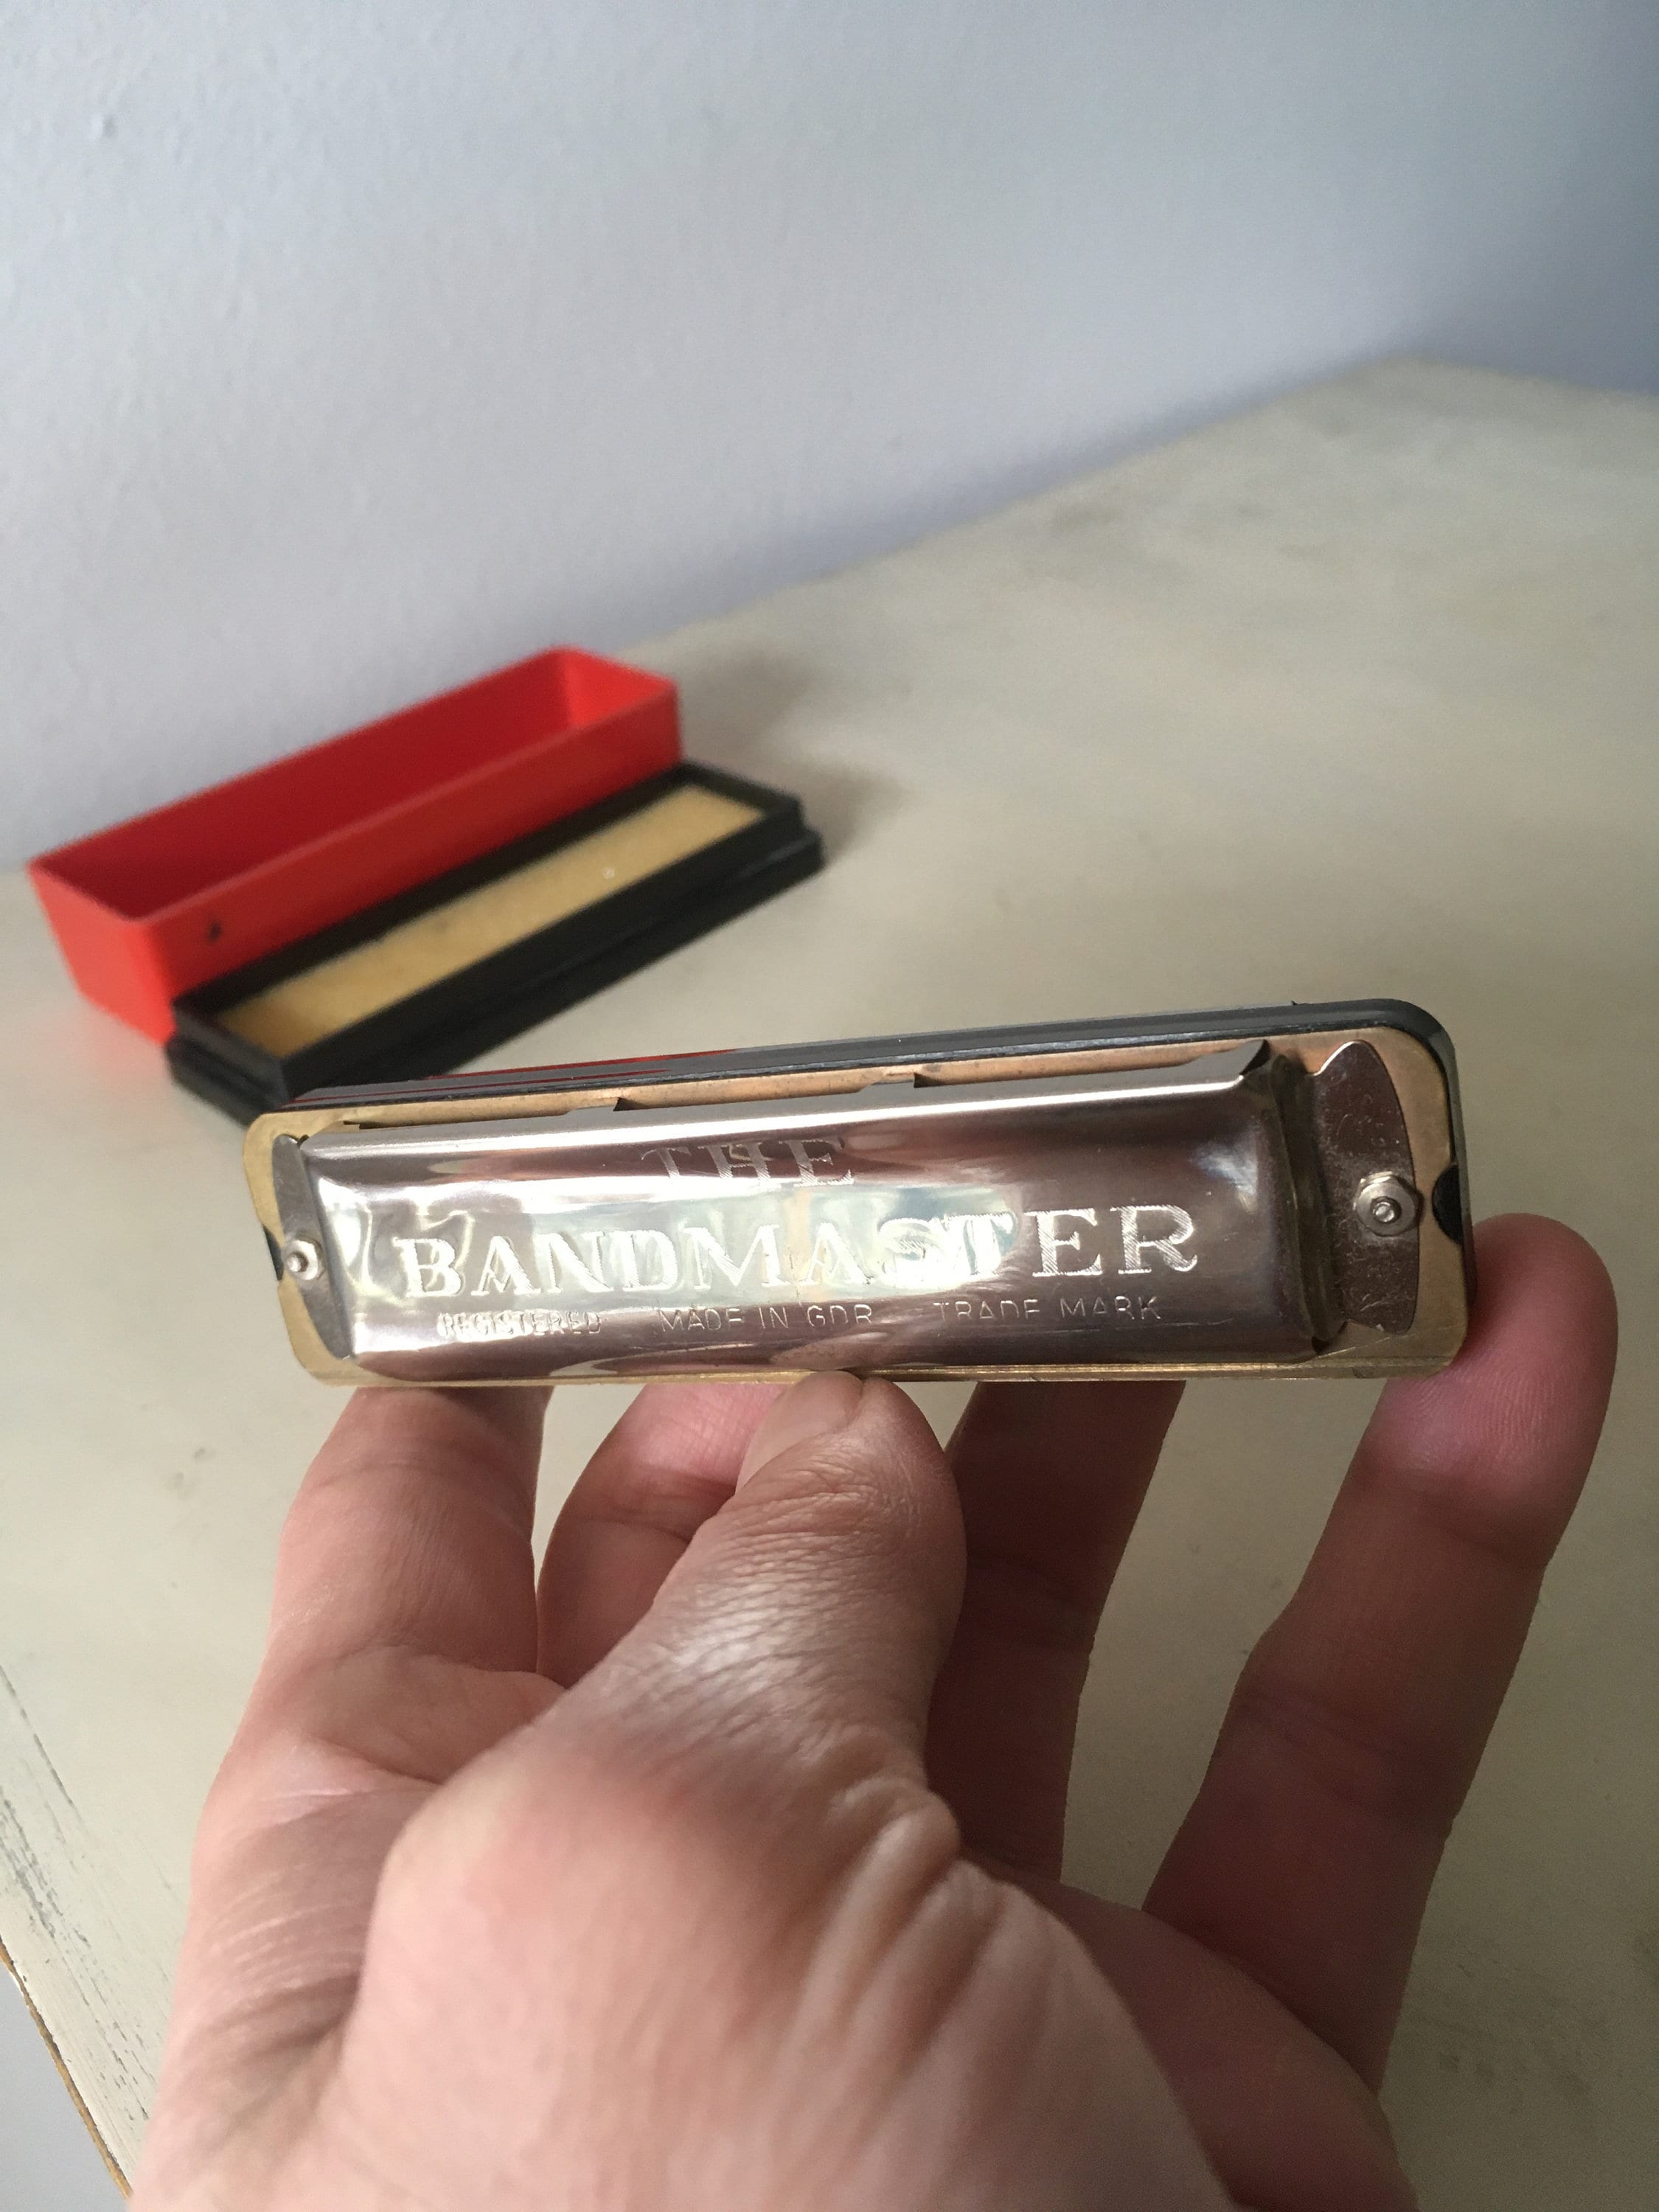 THE
BANDMASTER
REGISTERED MADE IN GDR TRADE MARK